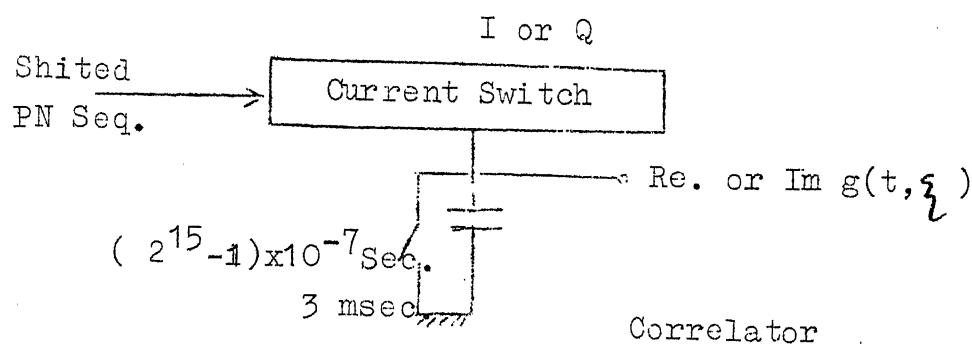 I or Q
Shited
PN Seq.
Current Switch
Re. or Im g(t,ξ)
( 2^15-1)x10^-7Sec.
3 msec
Correlator